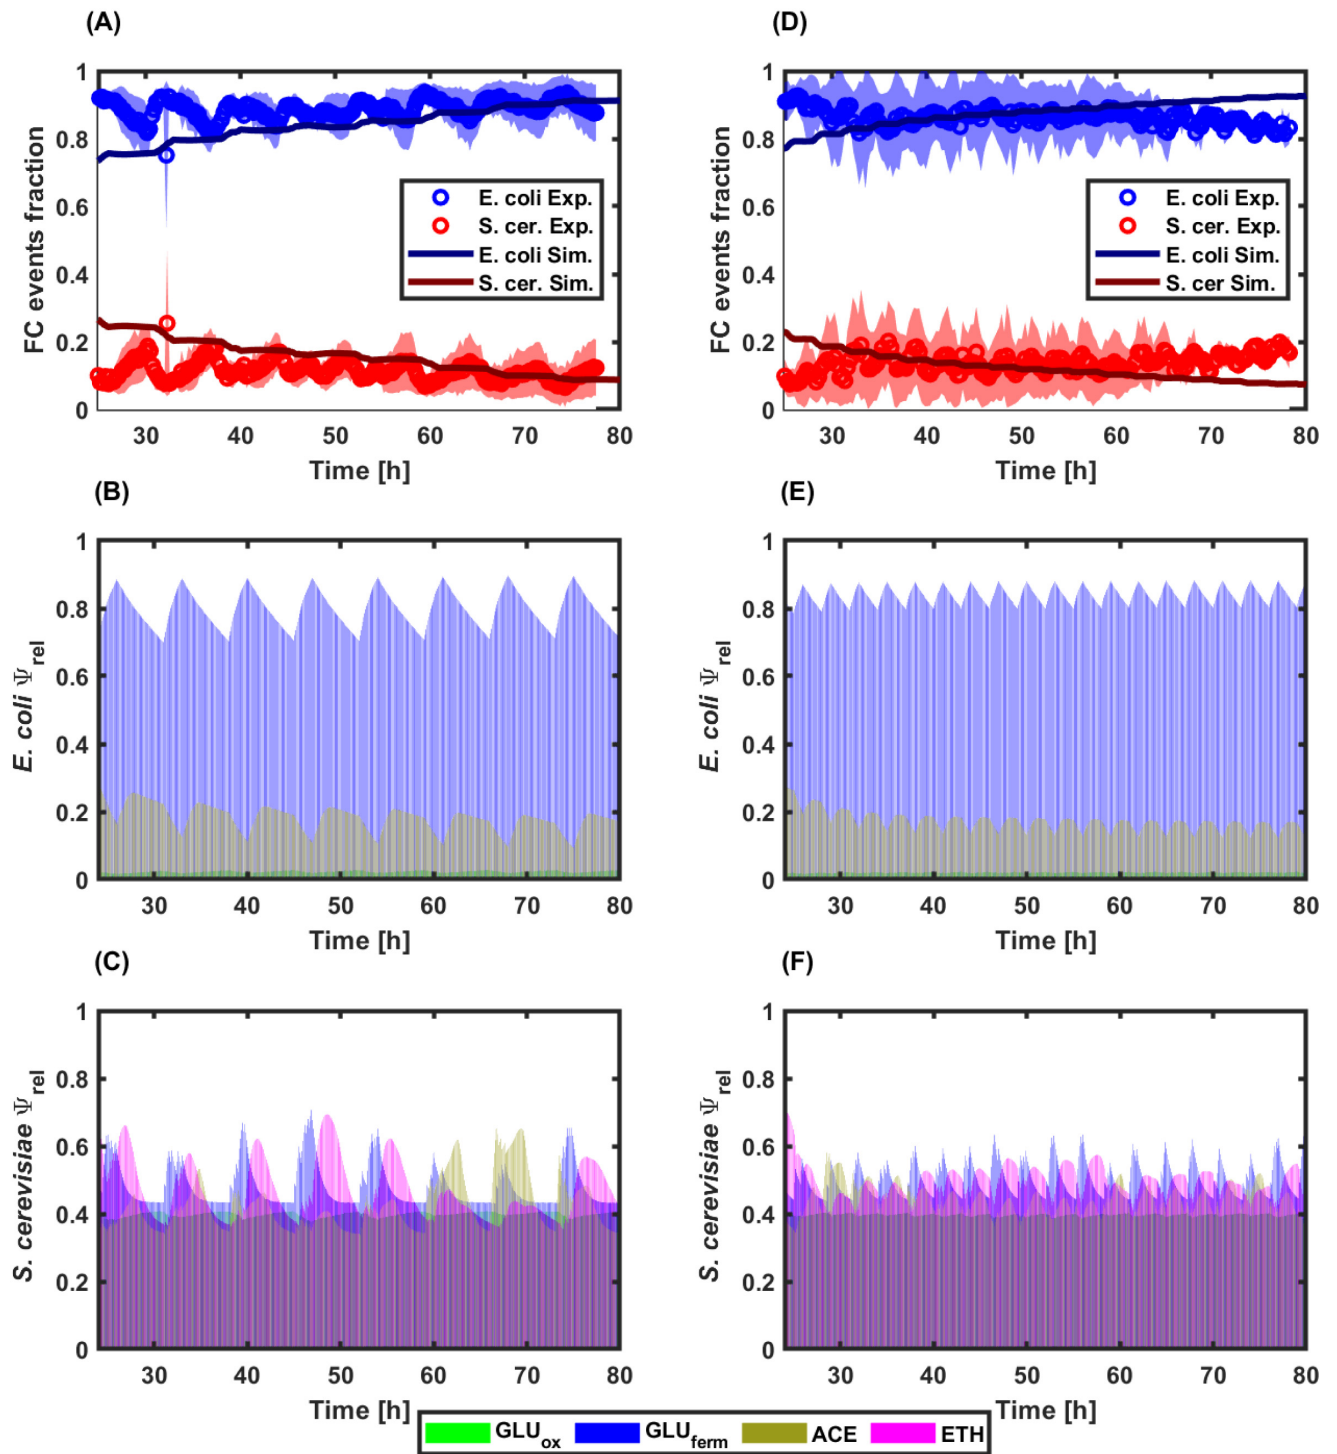 (A)
FC events fraction
1
0.8
0.6
0.4
0.2
0
E. coli Exp.
S. cer. Exp.
E. coli Sim.
S. cer. Sim.
30 40 50 60 70 80
Time [h]
(D)
FC events fraction
1
0.8
0.6
0.4
0.2
0
E. coli Exp.
S. cer. Exp.
E. coli Sim.
S. cer Sim.
30 40 50 60 70 80
Time [h]
(B)
E. coli Ψrel
1
0.8
0.6
0.4
0.2
0
30 40 50 60 70 80
Time [h]
(E)
E. coli Ψrel
1
0.8
0.6
0.4
0.2
0
30 40 50 60 70 80
Time [h]
(C)
S. cerevisiae Ψrel
1
0.8
0.6
0.4
0.2
0
30 40 50 60 70 80
Time [h]
(F)
S. cerevisiae Ψrel
1
0.8
0.6
0.4
0.2
0
30 40 50 60 70 80
Time [h]
GLUox GLUferm ACE ETH